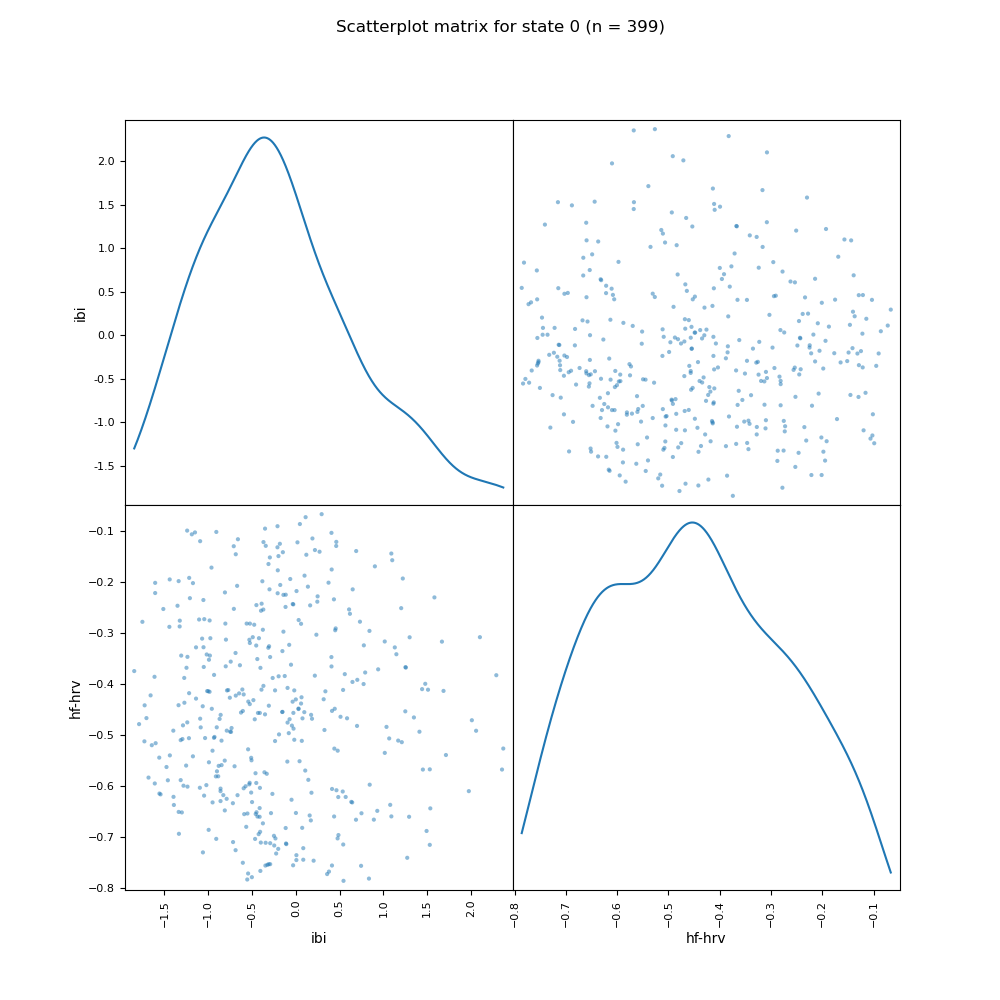 Scatterplot matrix for state 0 (n = 399)
ibi
2.0
1.5
1.0
0.5
0.0
-0.5
-1.0
-1.5
hf-hrv
−0.1
−0.2
−0.3
−0.4
−0.5
−0.6
−0.7
−0.8
−1.5 −1.0 −0.5 0.0 0.5 1.0 1.5 2.0
−0.8 −0.7 −0.6 −0.5 −0.4 −0.3 −0.2 −0.1
ibi
hf-hrv